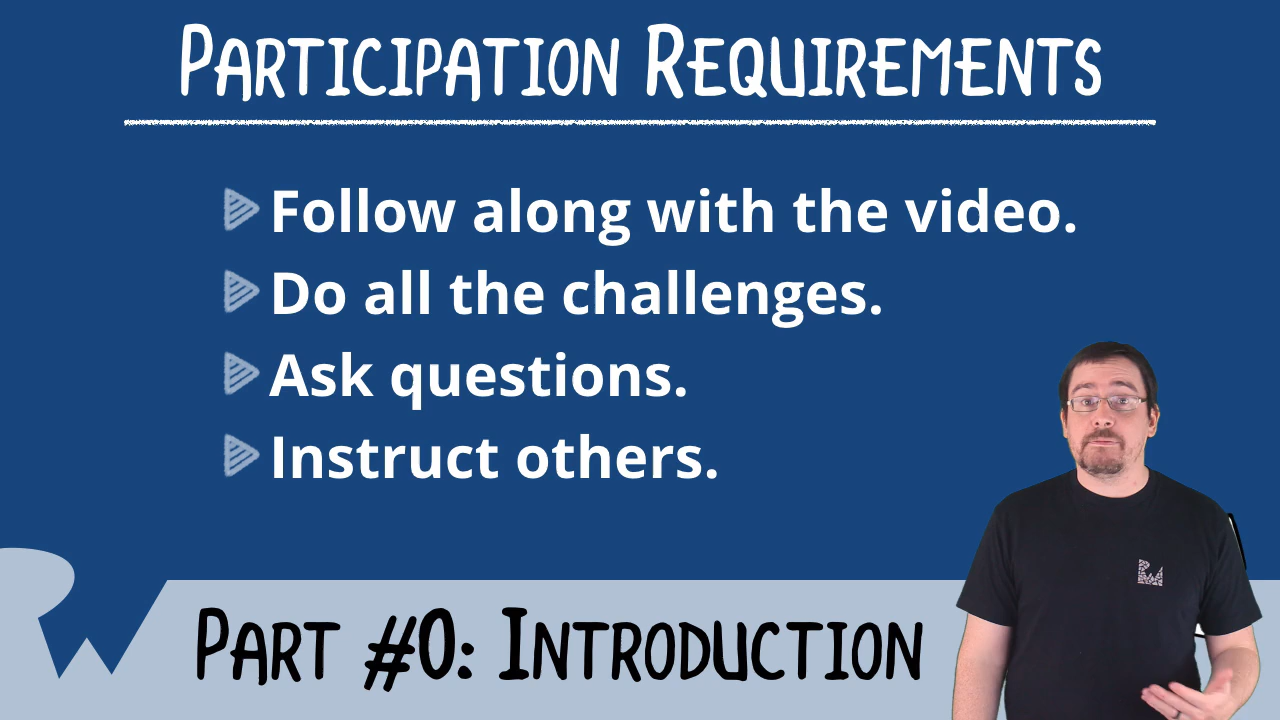 Participation Requirements
Follow along with the video.
Do all the challenges.
Ask questions.
Instruct others.
Part #0: Introduction